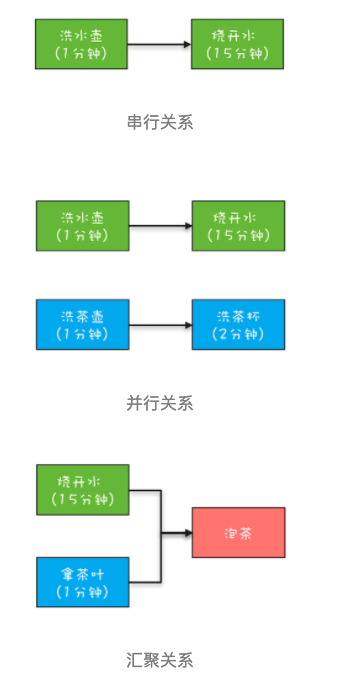 洗水壶
(1分钟)
烧开水
(15分钟)
串行关系
洗水壶
(1分钟)
烧开水
(15分钟)
洗茶壶
(1分钟)
洗茶杯
(2分钟)
并行关系
烧开水
(15分钟)
拿茶叶
(1分钟)
泡茶
汇聚关系